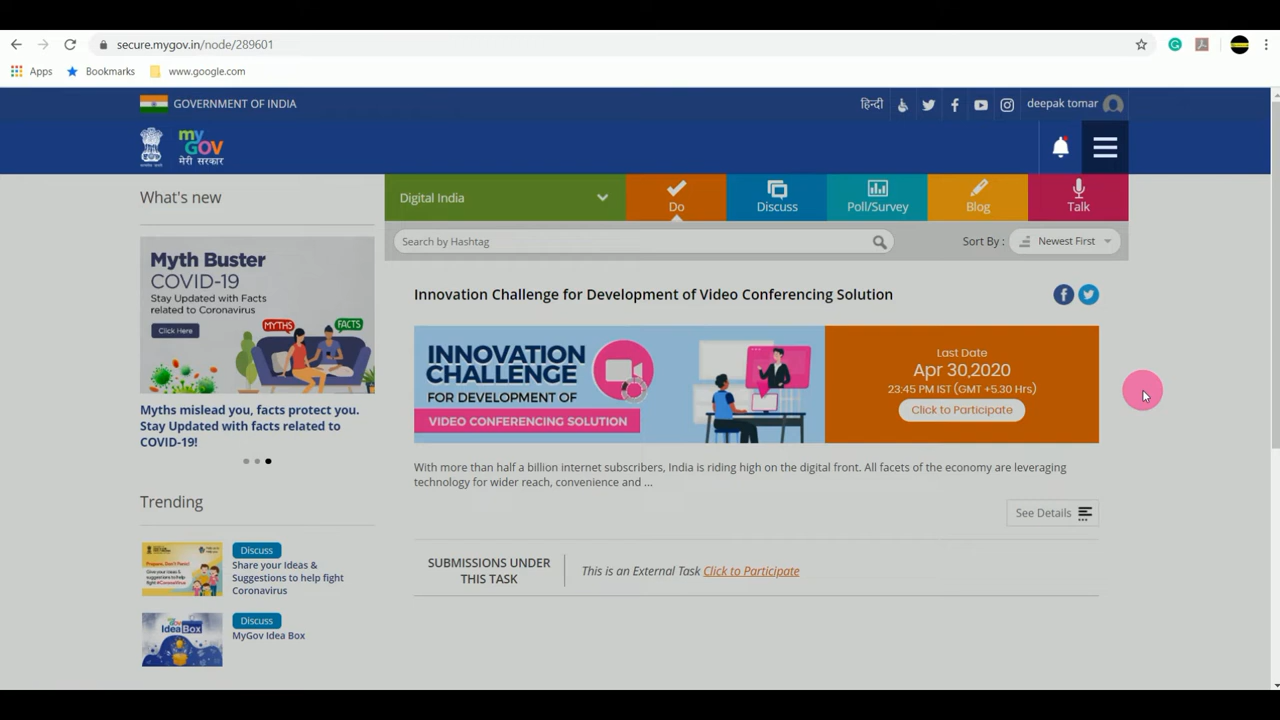 secure.mygov.in/node/289601
Apps
Bookmarks
www.google.com
GOVERNMENT OF INDIA
हिन्दी
deepak tomar
my
GOV
मेरी सरकार
What's new
Digital India
Do
Discuss
Poll/Survey
Blog
Talk
Search by Hashtag
Sort By :
Newest First
Myth Buster
COVID-19
Stay Updated with Facts
related to Coronavirus
Click Here
MYTHS
FACTS
Myths mislead you, facts protect you.
Stay Updated with facts related to
COVID-19!
Innovation Challenge for Development of Video Conferencing Solution
INNOVATION
CHALLENGE
FOR DEVELOPMENT OF
VIDEO CONFERENCING SOLUTION
Last Date
Apr 30,2020
23:45 PM IST (GMT +5.30 Hrs)
Click to Participate
With more than half a billion internet subscribers, India is riding high on the digital front. All facets of the economy are leveraging
technology for wider reach, convenience and ...
See Details
SUBMISSIONS UNDER
THIS TASK
This is an External Task Click to Participate
Trending
Discuss
Share your Ideas &
Suggestions to help fight
Coronavirus
Discuss
MyGov Idea Box